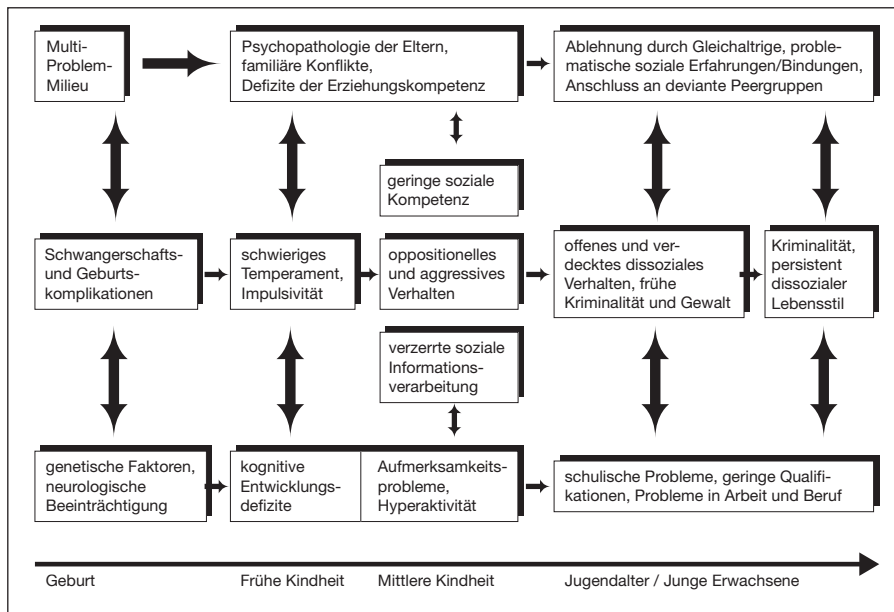 Multi-
Problem-
Milieu
Psychopathologie der Eltern,
familiäre Konflikte,
Defizite der Erziehungskompetenz
Ablehnung durch Gleichaltrige, proble-
matische soziale Erfahrungen/Bindungen,
Anschluss an deviante Peergruppen
geringe soziale
Kompetenz
Schwangerschafts-
und Geburts-
komplikationen
schwieriges
Temperament,
Impulsivität
oppositionelles
und aggressives
Verhalten
offenes und ver-
decktes dissoziales
Verhalten, frühe
Kriminalität und Gewalt
Kriminalität,
persistent
dissozialer
Lebensstil
verzerrte soziale
Informations-
verarbeitung
genetische Faktoren,
neurologische
Beeinträchtigung
kognitive
Entwicklungs-
defizite
Aufmerksamkeits-
probleme,
Hyperaktivität
schulische Probleme, geringe Qualifi-
kationen, Probleme in Arbeit und Beruf
Geburt
Frühe Kindheit
Mittlere Kindheit
Jugendalter / Junge Erwachsene